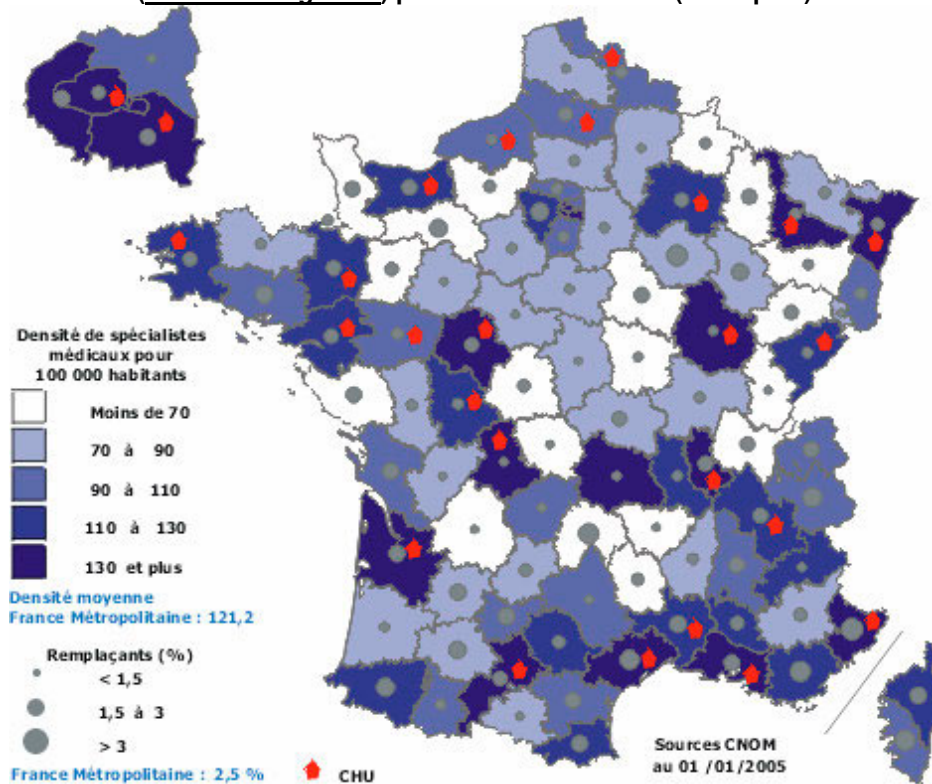 Densité de spécialistes
médicaux pour
100 000 habitants
Moins de 70
70 à 90
90 à 110
110 à 130
130 et plus
Densité moyenne
France Métropolitaine : 121,2
Remplaçants (%)
< 1,5
1,5 à 3
> 3
France Métropolitaine : 2,5 %
CHU
Sources CNOM
au 01 /01/2005